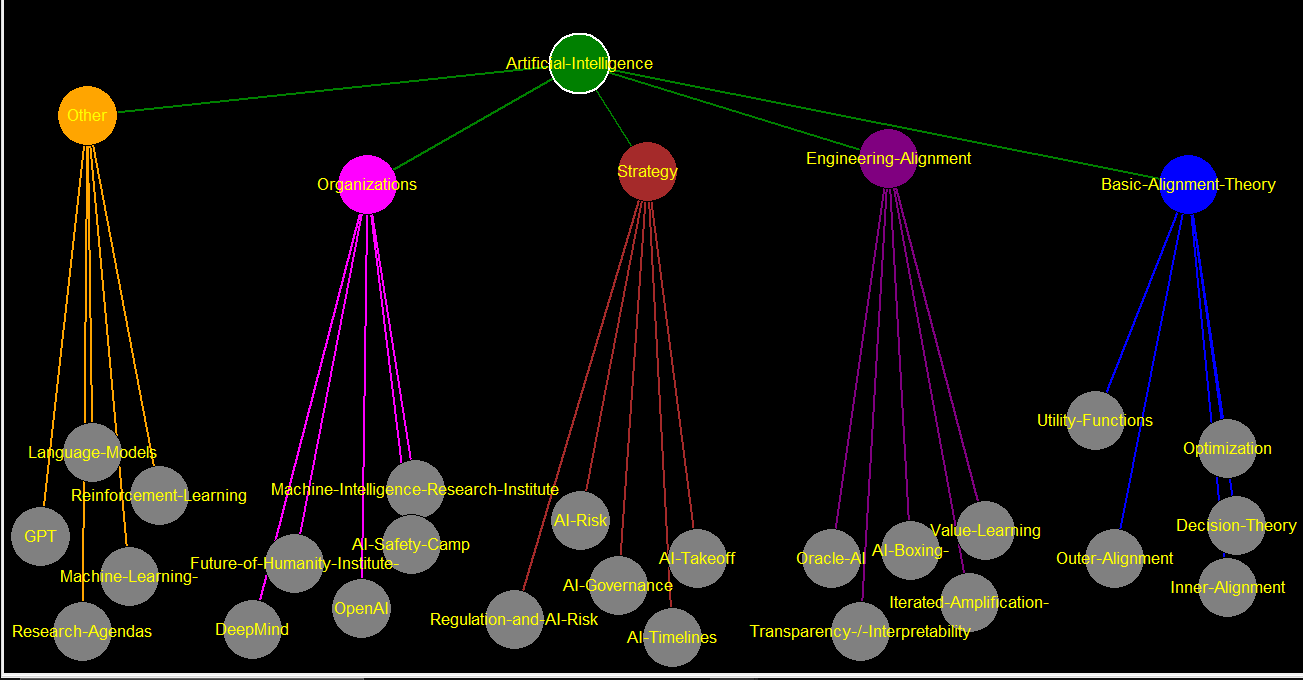 Artificial-Intelligence
Other
Organizations
Strategy
Engineering-Alignment
Basic-Alignment-Theory
Language-Models
Reinforcement-Learning
GPT
Machine-Learning-
Research-Agendas
Machine-Intelligence-Research-Institute
AI-Safety-Camp
Future-of-Humanity-Institute-
OpenAI
DeepMind
AI-Risk
AI-Takeoff
AI-Governance
Regulation-and-AI-Risk
AI-Timelines
Value-Learning
AI-Boxing-
Oracle-AI
Iterated-Amplification-
Transparency-/-Interpretability
Utility-Functions
Optimization
Decision-Theory
Outer-Alignment
Inner-Alignment